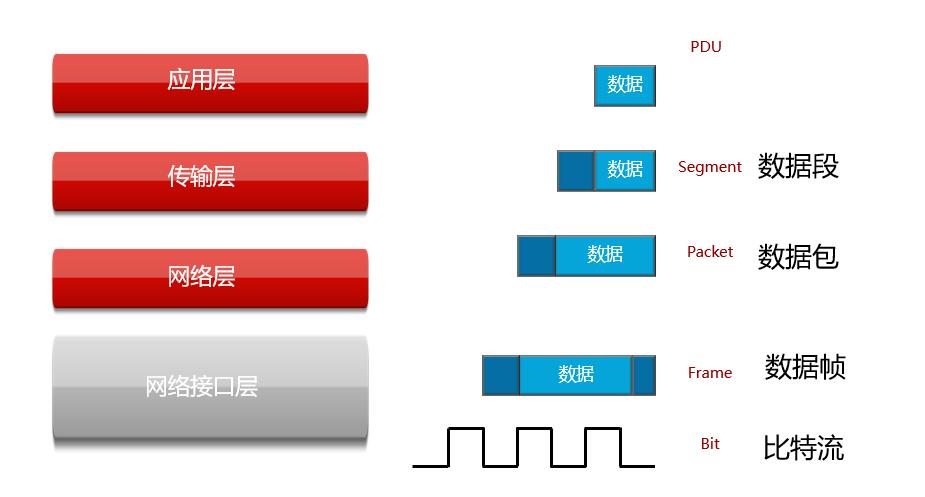 PDU
应用层
数据
传输层
数据
Segment
数据段
网络层
数据
Packet
数据包
网络接口层
数据
Frame
数据帧
Bit
比特流